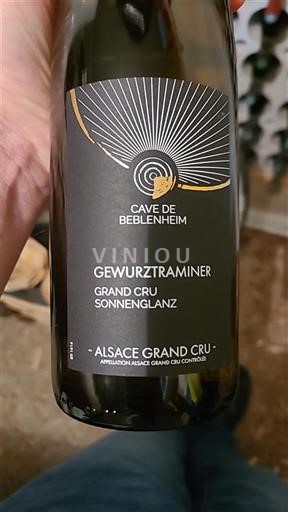 CAVE DE
BEBLENHEIM
VINIOU
GEWURZTRAMINER
GRAND CRU
SONNENGLANZ
- ALSACE GRAND CRU -
APPELLATION ALSACE GRAND CRU CONTRÔLÉE